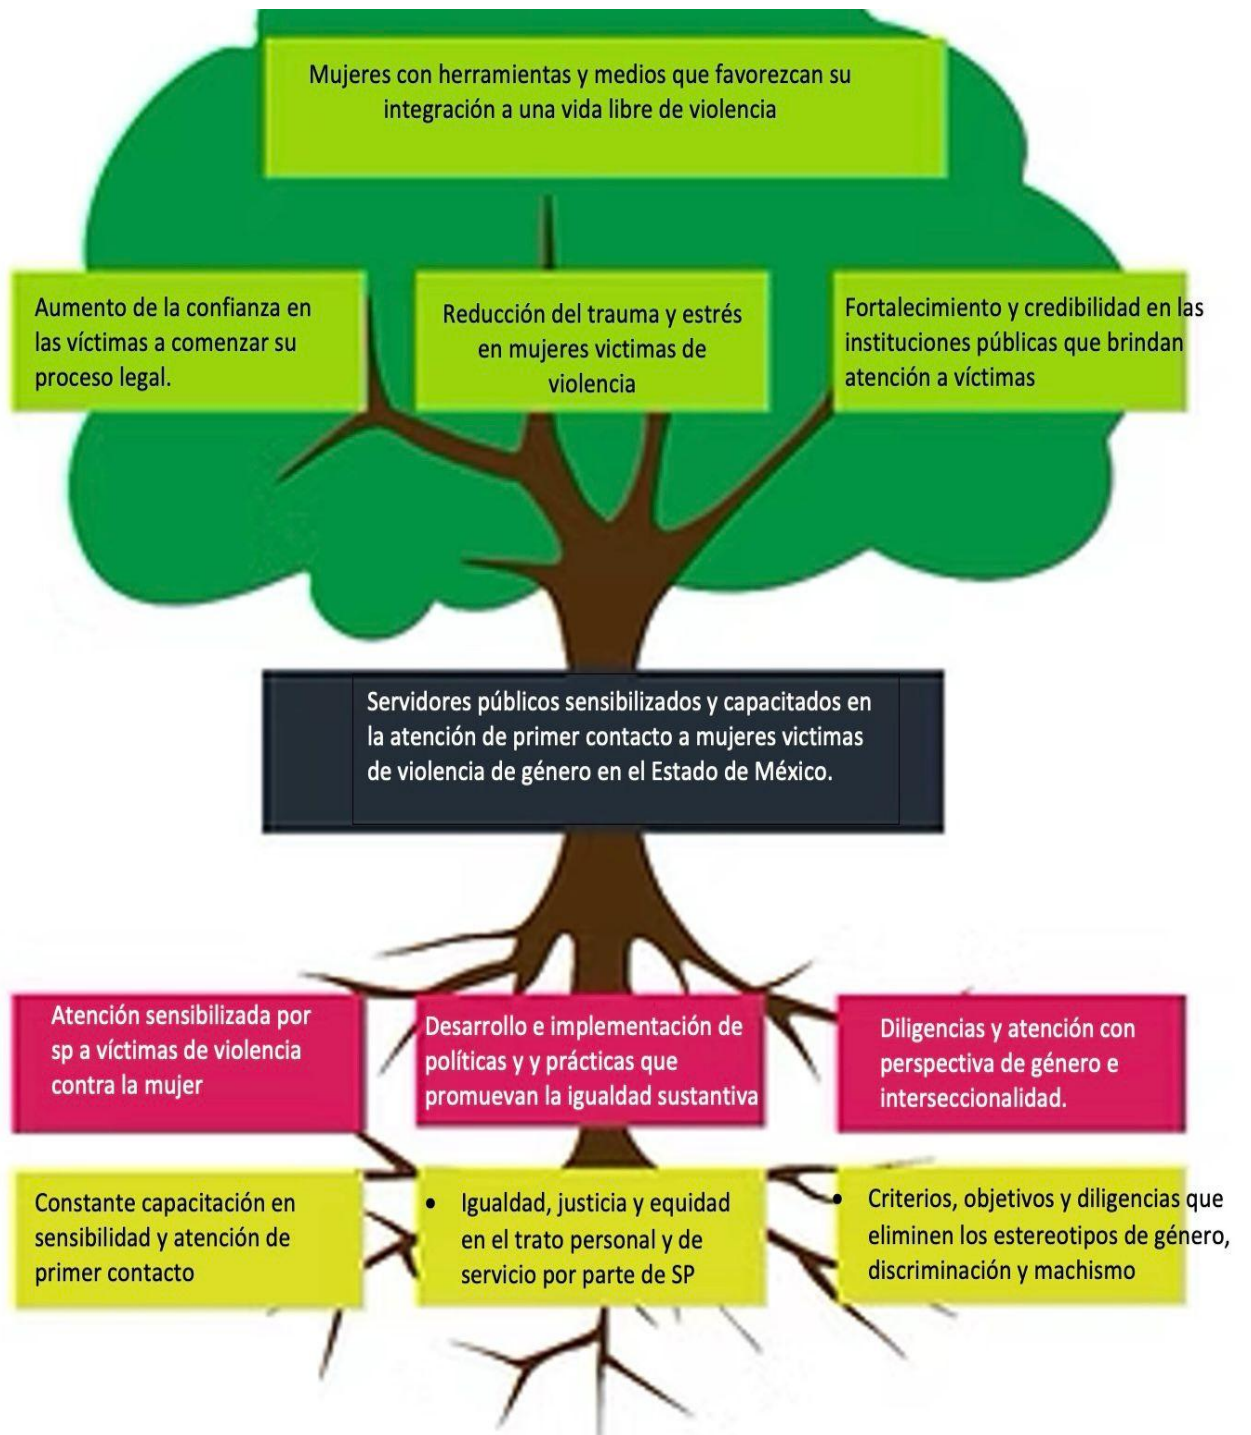 Mujeres con herramientas y medios que favorezcan su
integración a una vida libre de violencia
Aumento de la confianza en
las víctimas a comenzar su
proceso legal.
Reducción del trauma y estrés
en mujeres victimas de
violencia
Fortalecimiento y credibilidad en las
instituciones públicas que brindan
atención a víctimas
Servidores públicos sensibilizados y capacitados en
la atención de primer contacto a mujeres victimas
de violencia de género en el Estado de México.
Atención sensibilizada por
sp a víctimas de violencia
contra la mujer
Desarrollo e implementación de
políticas y y prácticas que
promuevan la igualdad sustantiva
Diligencias y atención con
perspectiva de género e
interseccionalidad.
Constante capacitación en
sensibilidad y atención de
primer contacto
• Igualdad, justicia y equidad
en el trato personal y de
servicio por parte de SP
• Criterios, objetivos y diligencias que
eliminen los estereotipos de género,
discriminación y machismo